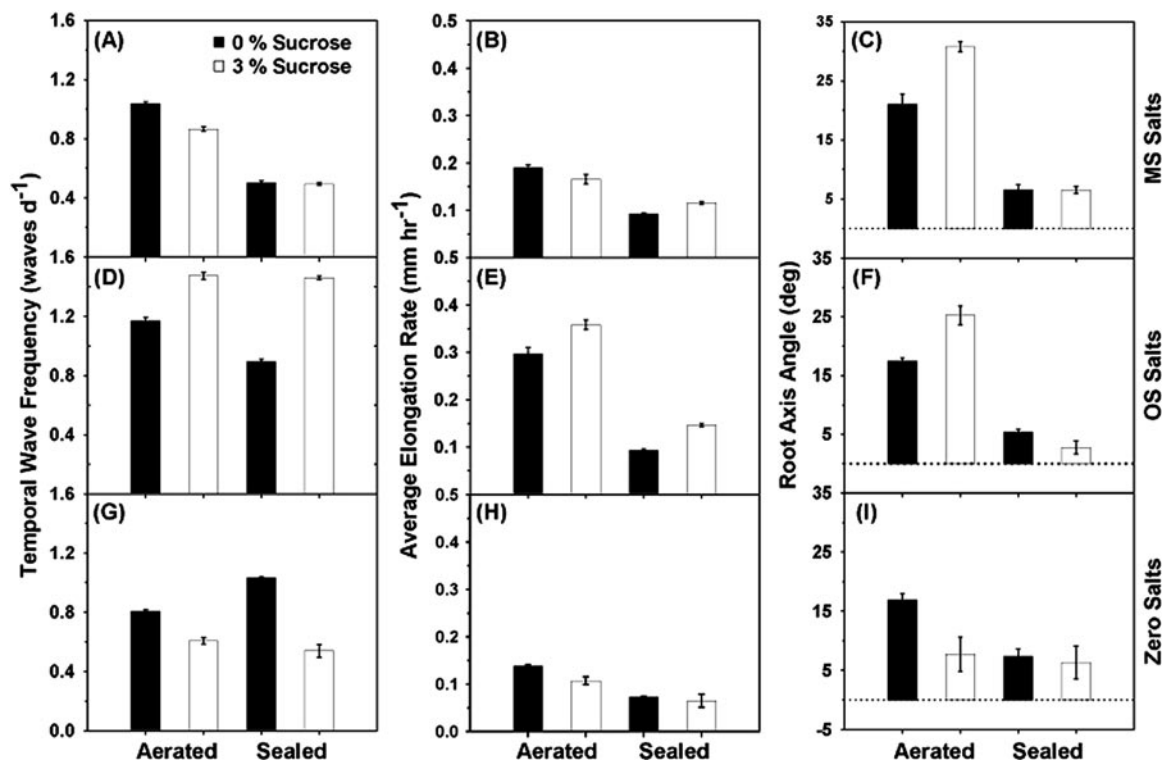 (A)
0 % Sucrose
3 % Sucrose
1.6
1.2
0.8
0.4
1.6
(B)
0.5
0.4
0.3
0.2
0.1
0.5
(C)
35
25
15
5
35
MS Salts
(D)
1.2
0.8
0.4
1.6
(E)
0.4
0.3
0.3
0.1
0.5
(F)
25
15
5
35
OS Salts
Temporal Wave Frequency (waves d-1)
Average Elongation Rate (mm hr-1)
Root Axis Angle (deg)
(G)
1.2
0.8
0.4
0.0
Aerated Sealed
(H)
0.4
0.3
0.2
0.1
0.0
Aerated Sealed
(I)
25
15
5
-5
Aerated Sealed
Zero Salts